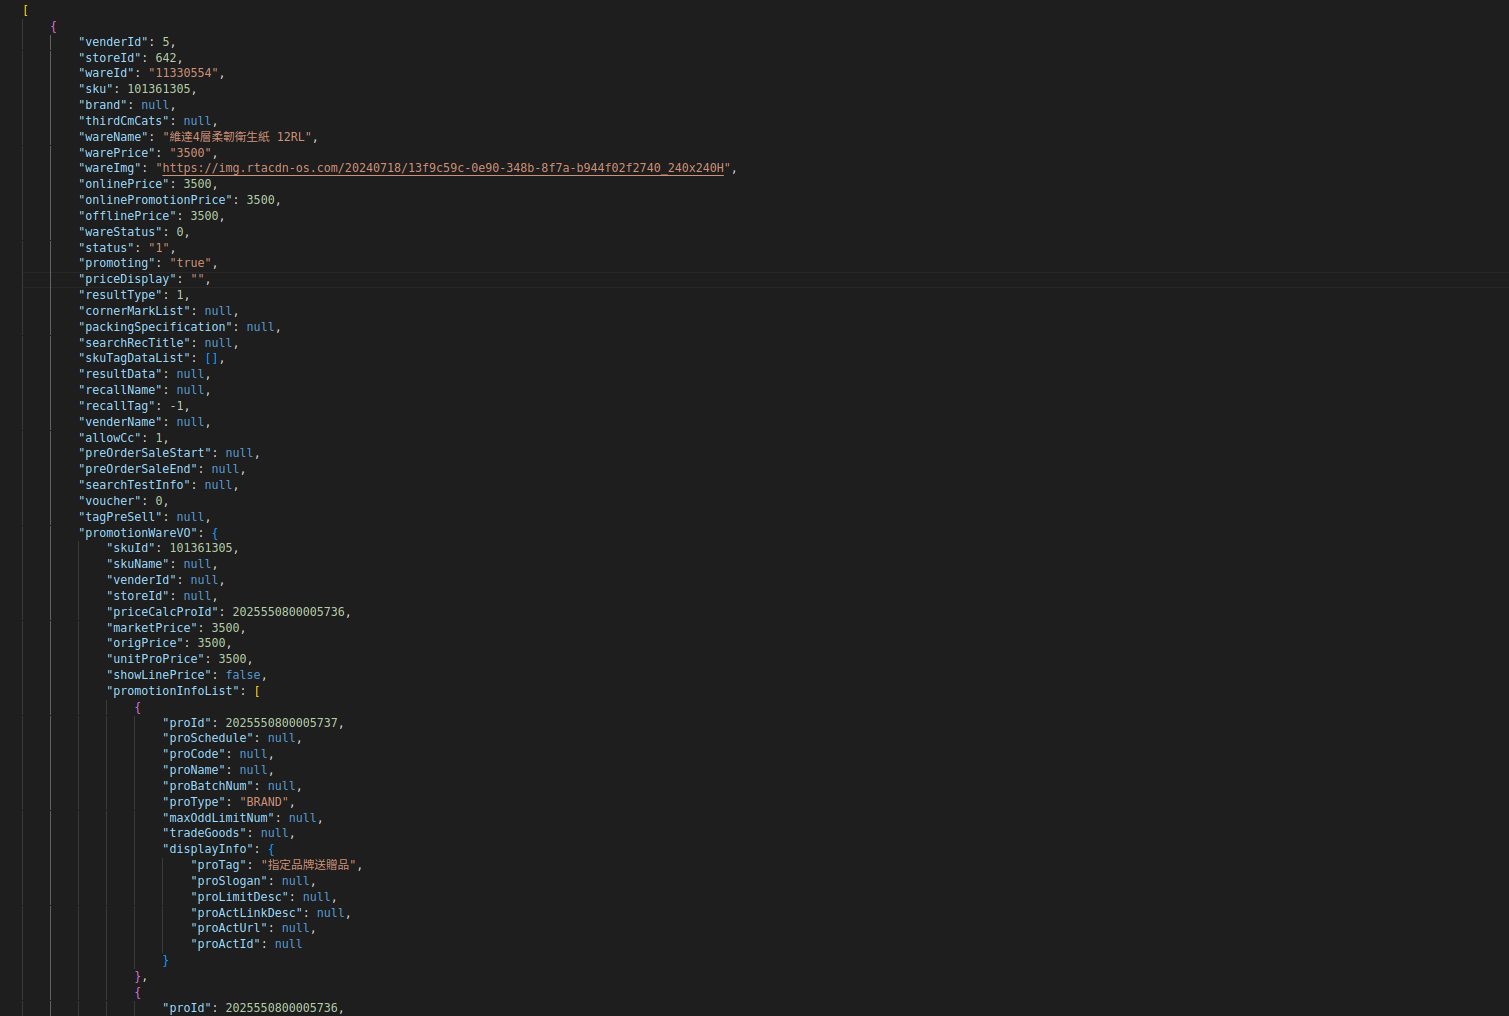 [
{
"venderId": 5,
"storeId": 642,
"wareId": "11330554",
"sku": 101361305,
"brand": null,
"thirdCmCats": null,
"wareName": "維達4層柔韌衛生紙 12RL",
"warePrice": "3500",
"wareImg": "https://img.rtacdn-os.com/20240718/13f9c59c-0e90-348b-8f7a-b944f02f2740_240x240H",
"onlinePrice": 3500,
"onlinePromotionPrice": 3500,
"offlinePrice": 3500,
"wareStatus": 0,
"status": "1",
"promoting": "true",
"priceDisplay": "",
"resultType": 1,
"cornerMarkList": null,
"packingSpecification": null,
"searchRecTitle": null,
"skuTagDataList": [],
"resultData": null,
"recallName": null,
"recallTag": -1,
"venderName": null,
"allowCc": 1,
"preOrderSaleStart": null,
"preOrderSaleEnd": null,
"searchTestInfo": null,
"voucher": 0,
"tagPreSell": null,
"promotionWareVO": {
"skuId": 101361305,
"skuName": null,
"venderId": null,
"storeId": null,
"priceCalcProId": 2025550800005736,
"marketPrice": 3500,
"origPrice": 3500,
"unitProPrice": 3500,
"showLinePrice": false,
"promotionInfoList": [
{
"proId": 2025550800005737,
"proSchedule": null,
"proCode": null,
"proName": null,
"proBatchNum": null,
"proType": "BRAND",
"maxOddLimitNum": null,
"tradeGoods": null,
"displayInfo": {
"proTag": "指定品牌送贈品",
"proSlogan": null,
"proLimitDesc": null,
"proActLinkDesc": null,
"proActUrl": null,
"proActId": null
}
},
{
"proId": 2025550800005736,